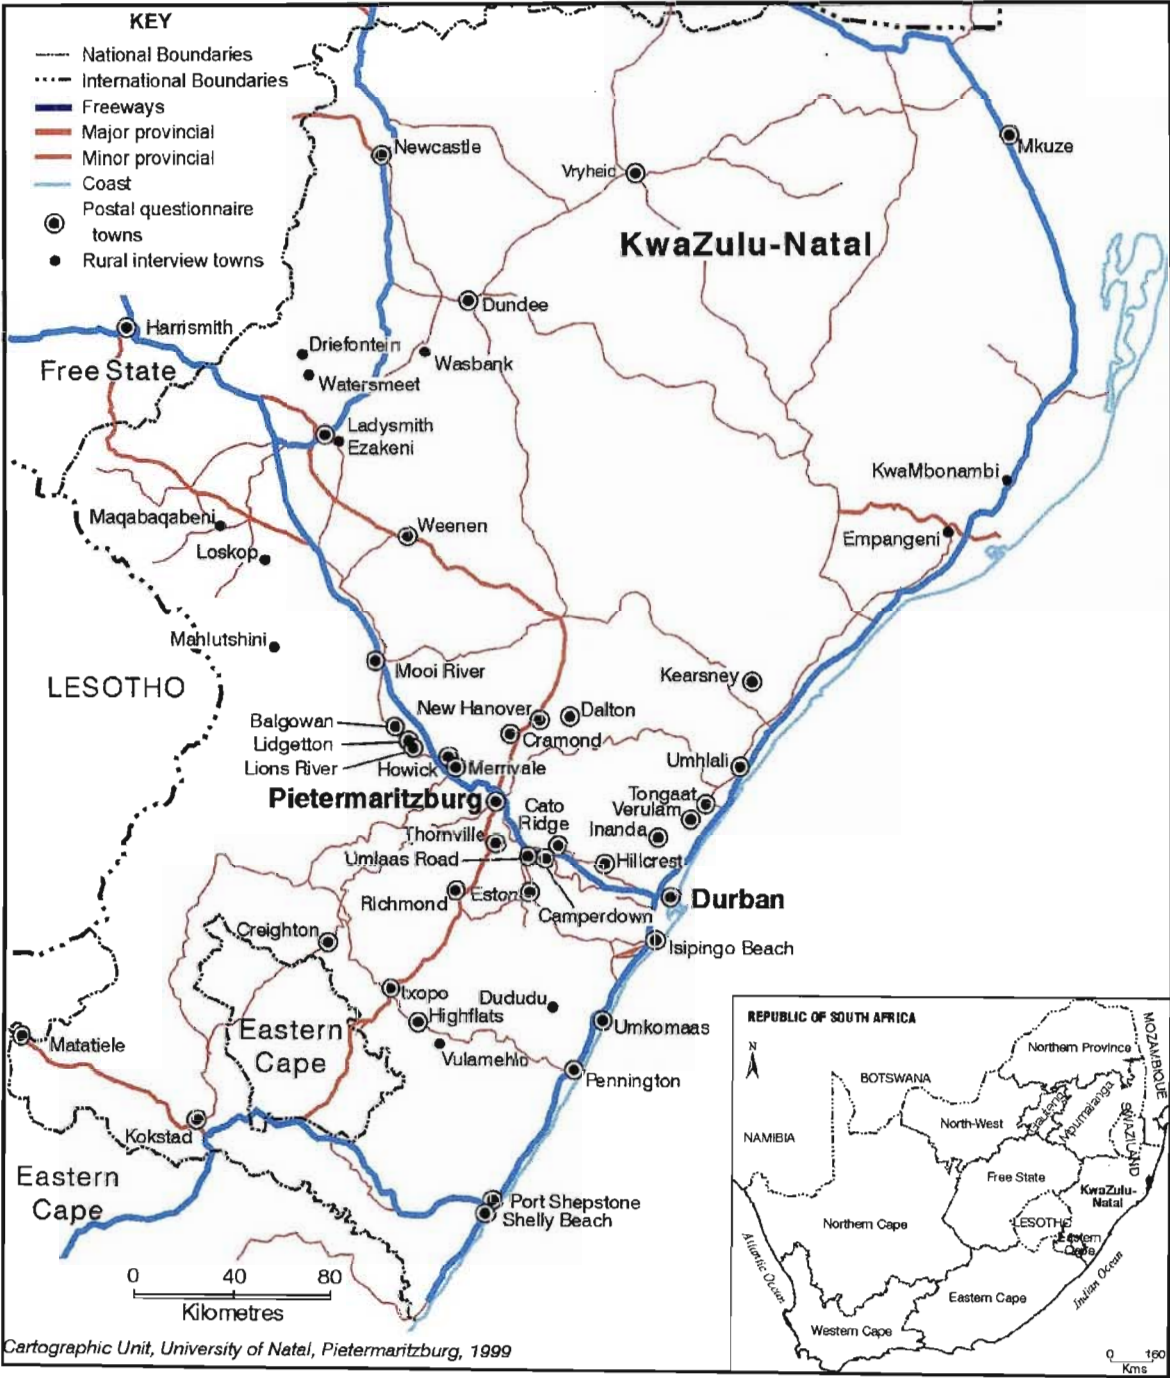 KEY
National Boundaries
International Boundaries
Freeways
Major provincial
Minor provincial
Coast
Postal questionnaire
towns
Rural interview towns
Newcastle
Vryheid
Mkuze
KwaZulu-Natal
Dundee
Harrismith
Free State
Driefontein
Wasbank
Watersmeet
Ladysmith
Ezakeni
KwaMbonambi
Maqabaqabeni
Weenen
Empangeni
Loskop
Mahlutshini
LESOTHO
Mooi River
Kearsney
New Hanover
Dalton
Balgowan
Cramond
Lidgetton
Lions River
Howick
Merrivale
Umhlali
Pietermaritzburg
Tongaat
Cato
Ridge
Verulam
Thornville
Inanda
Umlaas Road
Hillcrest
Richmond
Eston
Durban
Camperdown
Creighton
Isipingo Beach
Ixopo
Dududu
Highflats
Umkomaas
Eastern
Cape
Matatiele
Vulamehlo
Pennington
Kokstad
Eastern
Cape
Port Shepstone
Shelly Beach
0 40 80
Kilometres
Cartographic Unit, University of Natal, Pietermaritzburg, 1999
REPUBLIC OF SOUTH AFRICA
N
MOZAMBIQUE
Northern Province
BOTSWANA
Gauteng
Mpumalanga
SWAZILAND
NAMIBIA
North-West
Free State
KwaZulu-
Natal
Northern Cape
LESOTHO
Eastern
Cape
Atlantic Ocean
Indian Ocean
Eastern Cape
Western Cape
0 160
Kms